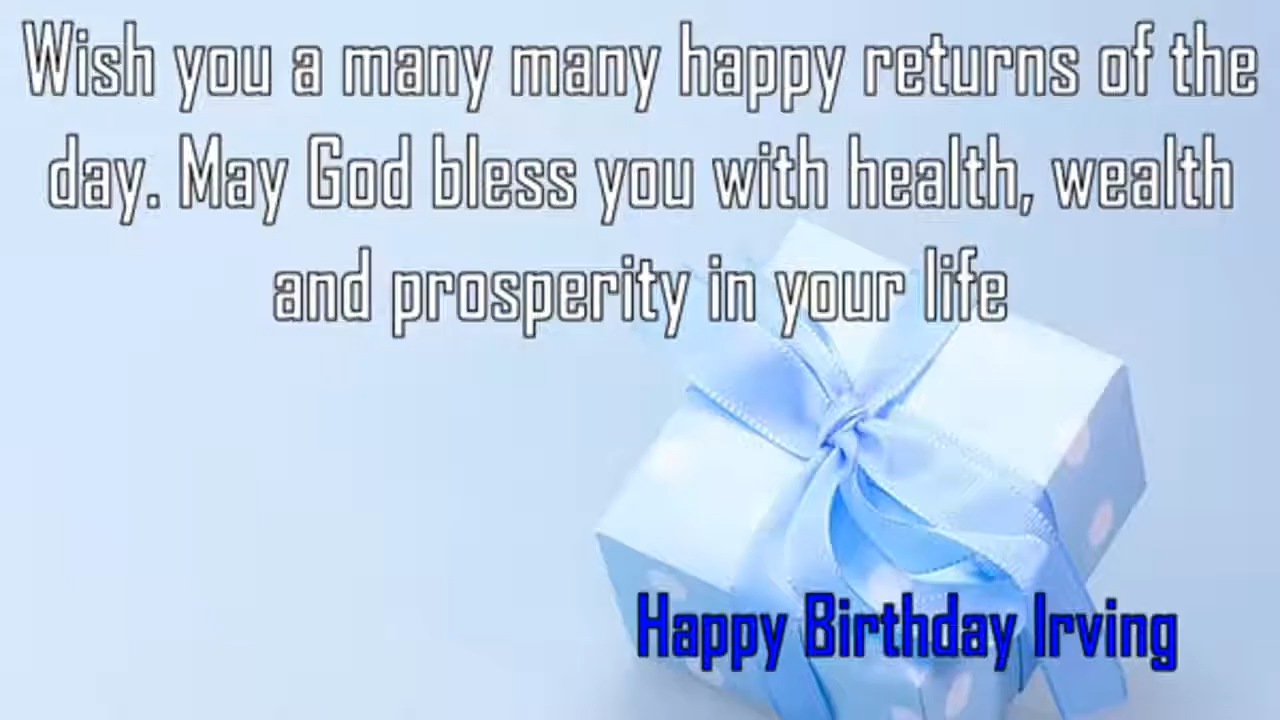 Wish you a many many happy returns of the
day. May God bless you with health, wealth
and prosperity in your life
Happy Birthday Irving